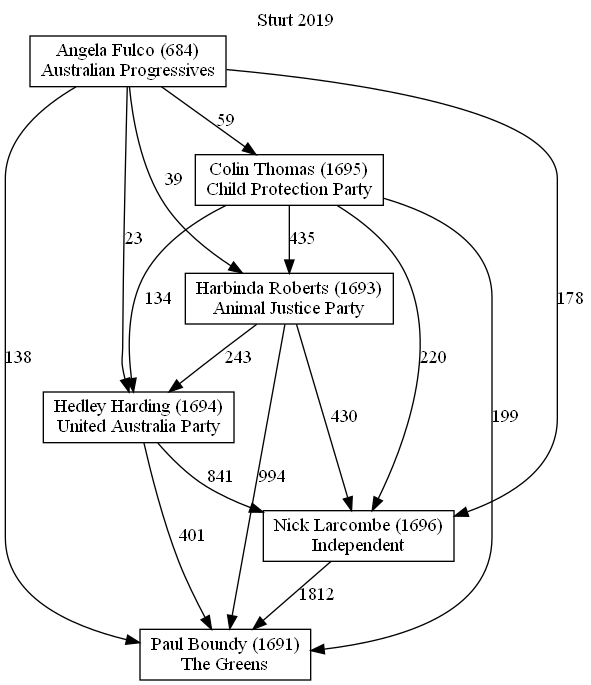 Sturt 2019
Angela Fulco (684)
Australian Progressives
59
Colin Thomas (1695)
Child Protection Party
39
23
435
134
Harbinda Roberts (1693)
Animal Justice Party
178
138
243
220
Hedley Harding (1694)
United Australia Party
430
199
841
994
Nick Larcombe (1696)
Independent
401
1812
Paul Boundy (1691)
The Greens